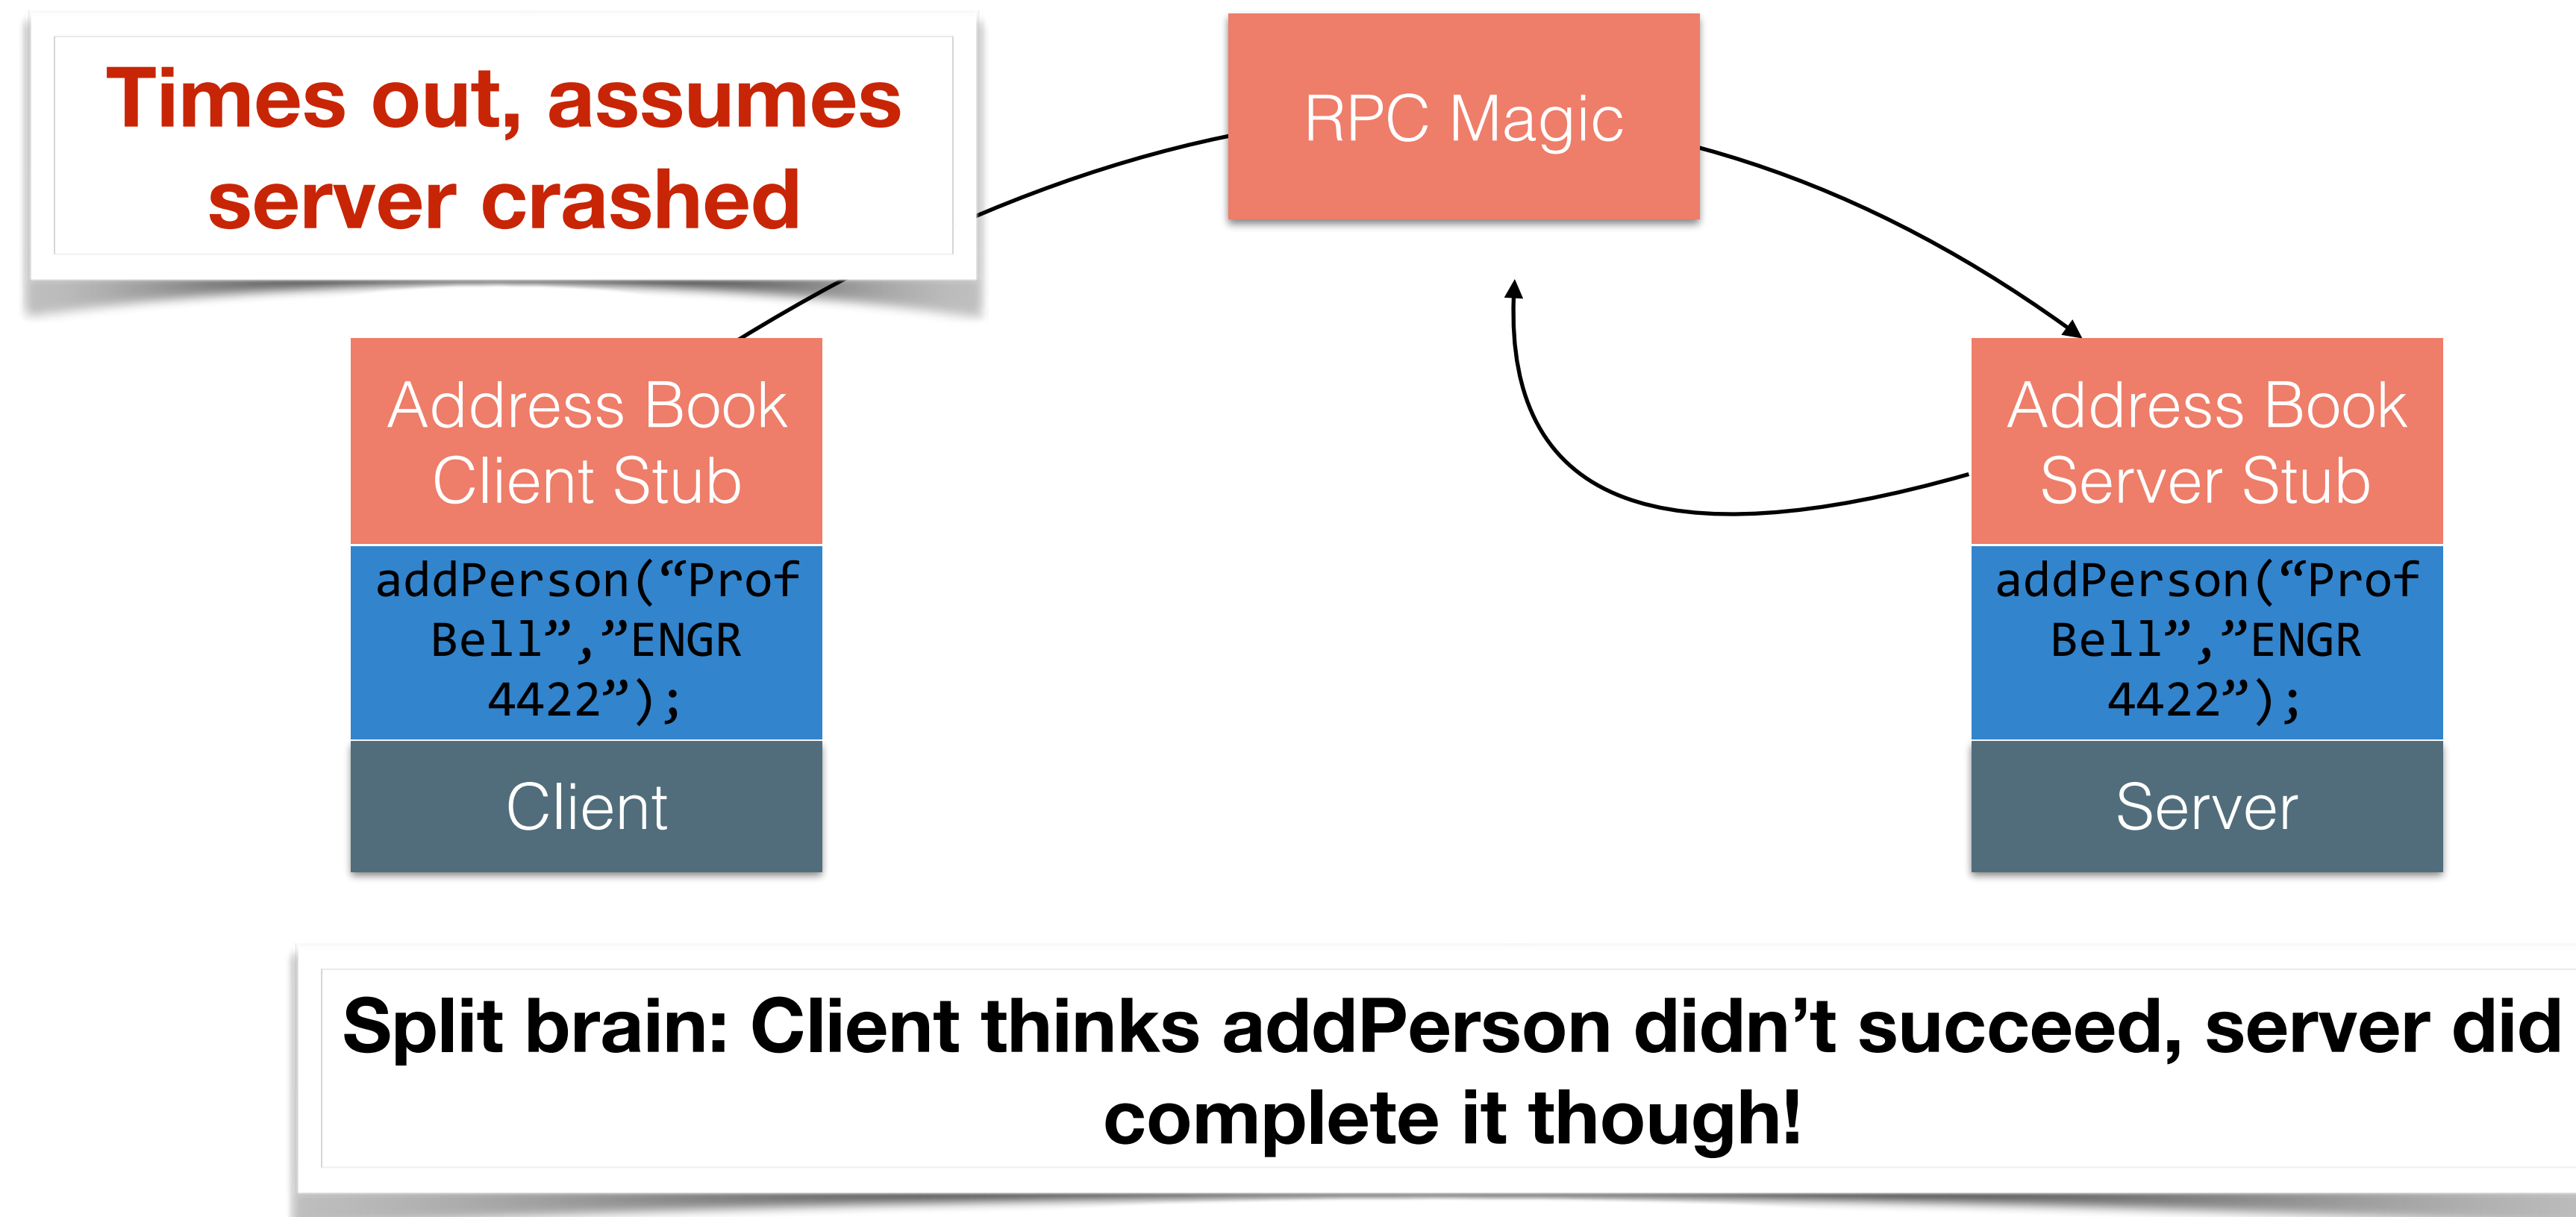 Times out, assumes
server crashed
RPC Magic
Address Book
Client Stub
addPerson(“Prof
Bell”,”ENGR
4422”);
Client
Address Book
Server Stub
addPerson(“Prof
Bell”,”ENGR
4422”);
Server
Split brain: Client thinks addPerson didn’t succeed, server did
complete it though!